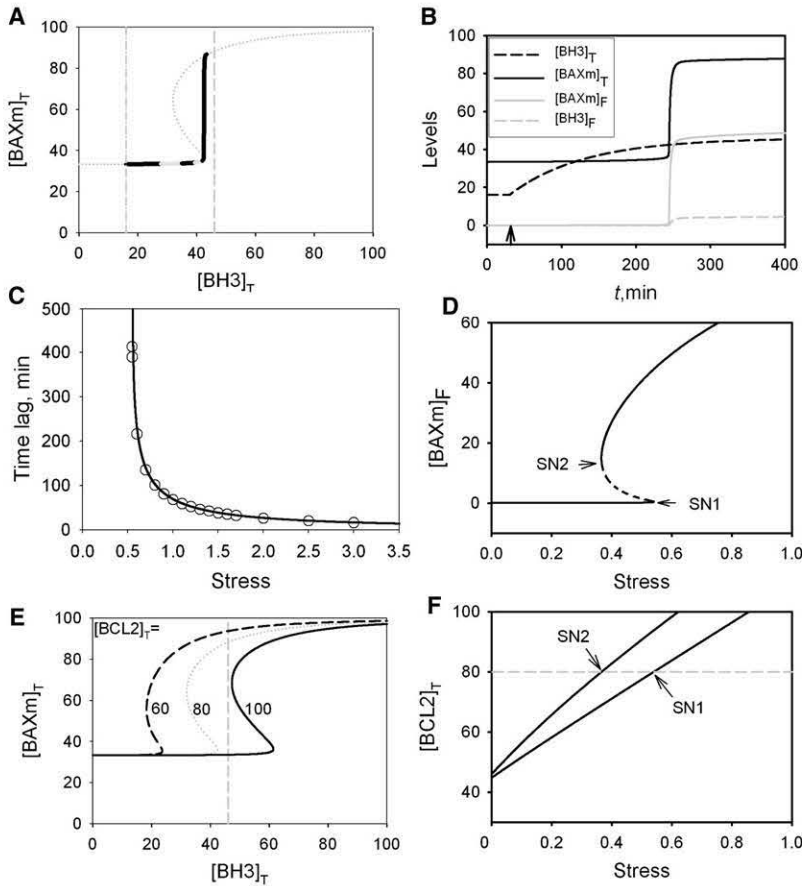 A
[BAXm]T
100
80
60
40
20
0
0 20 40 60 80 100
[BH3]T
B
Levels
100
80
60
40
20
0
[BH3]T
[BAXm]T
[BAXm]F
[BH3]F
0 100 200 300 400
t,min
C
Time lag, min
500
400
300
200
100
0
0.0 0.5 1.0 1.5 2.0 2.5 3.0 3.5
Stress
D
[BAXm]F
60
40
20
0
SN2
SN1
0.0 0.2 0.4 0.6 0.8 1.0
Stress
E
[BAXm]T
100
80
60
40
20
0
[BCL2]T=
60 80 100
0 20 40 60 80 100
[BH3]T
F
[BCL2]T
100
80
60
40
SN2
SN1
0.0 0.2 0.4 0.6 0.8 1.0
Stress